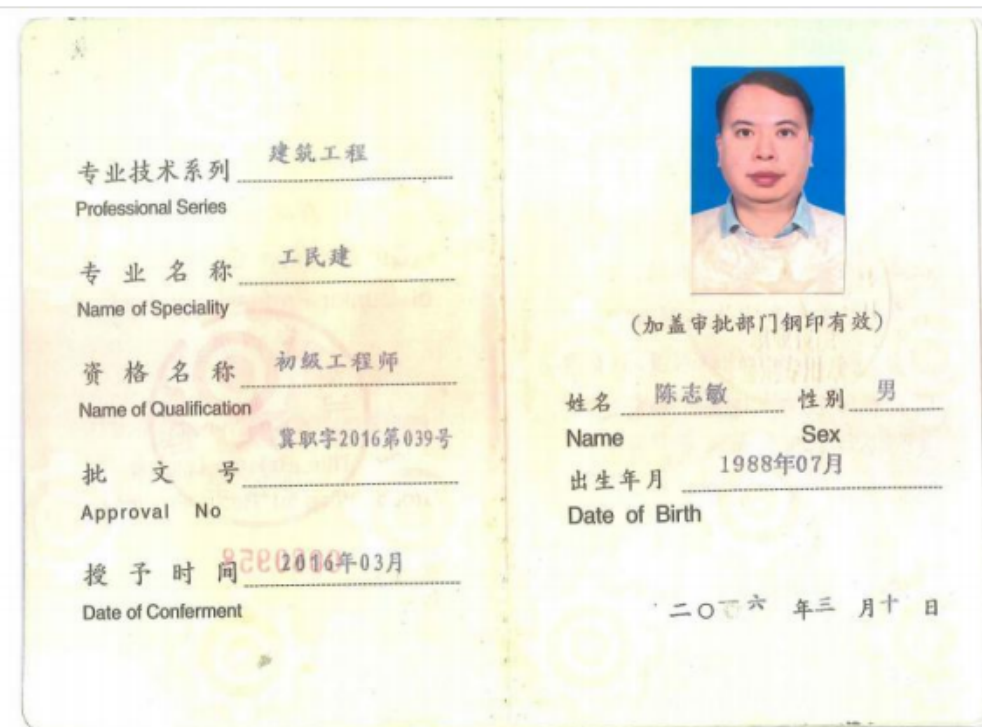 专业技术系列 建筑工程
Professional Series
专业名称 工民建
Name of Speciality
资格名称 初级工程师
Name of Qualification
冀职字2016第039号
批文号
Approval No
授予时间 2016年03月
Date of Conferment
(加盖审批部门钢印有效)
姓名 陈志敏 性别 男
Name Sex
出生年月 1988年07月
Date of Birth
二〇一六 年三 月十 日